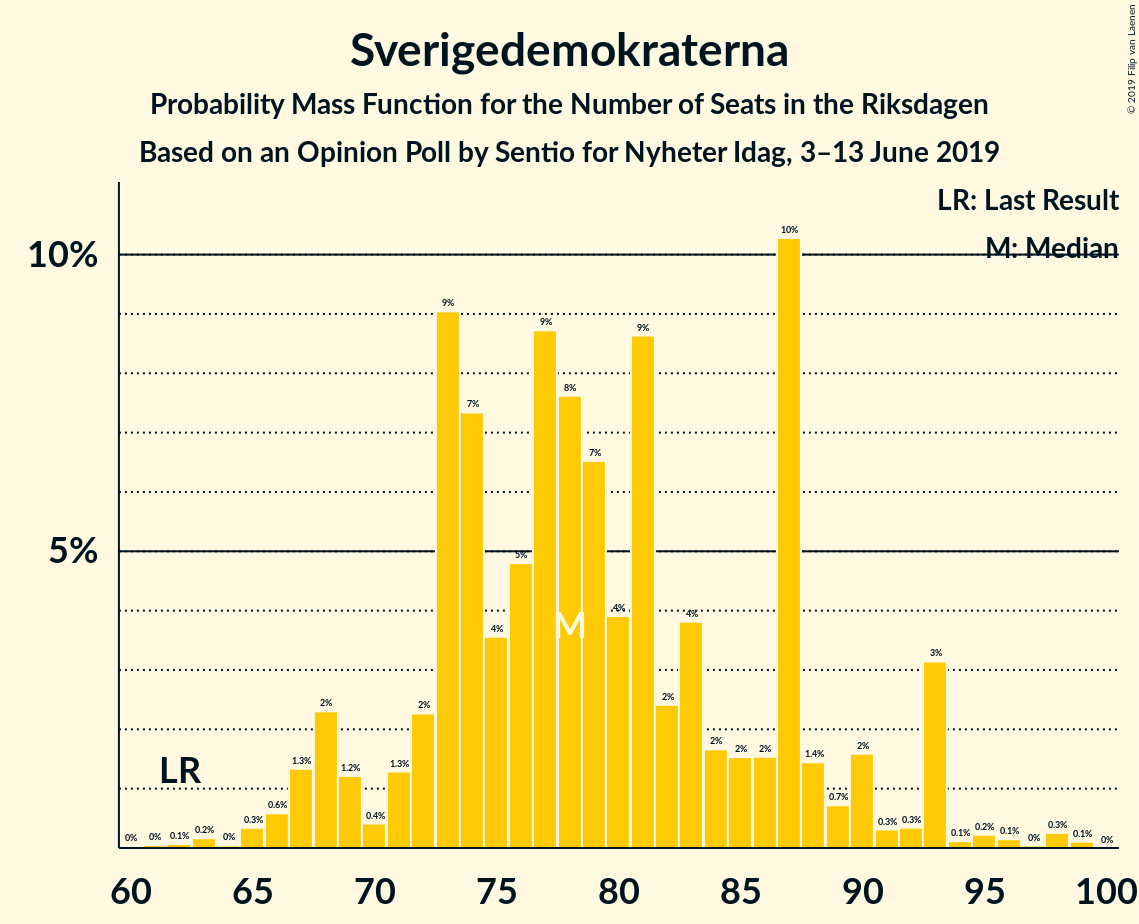 Sverigedemokraterna
Probability Mass Function for the Number of Seats in the Riksdagen
Based on an Opinion Poll by Sentio for Nyheter Idag, 3–13 June 2019
© 2019 Filip van Laenen
LR: Last Result
M: Median
10%
5%
LR
M
0% 0% 0.1% 0.2% 0% 0.3% 0.6% 1.3% 2% 1.2% 0.4% 1.3% 2% 9% 7% 4% 5% 9% 8% 7% 4% 9% 2% 4% 2% 2% 2% 10% 1.4% 0.7% 2% 0.3% 0.3% 3% 0.1% 0.2% 0.1% 0% 0.3% 0.1% 0%
60 65 70 75 80 85 90 95 100